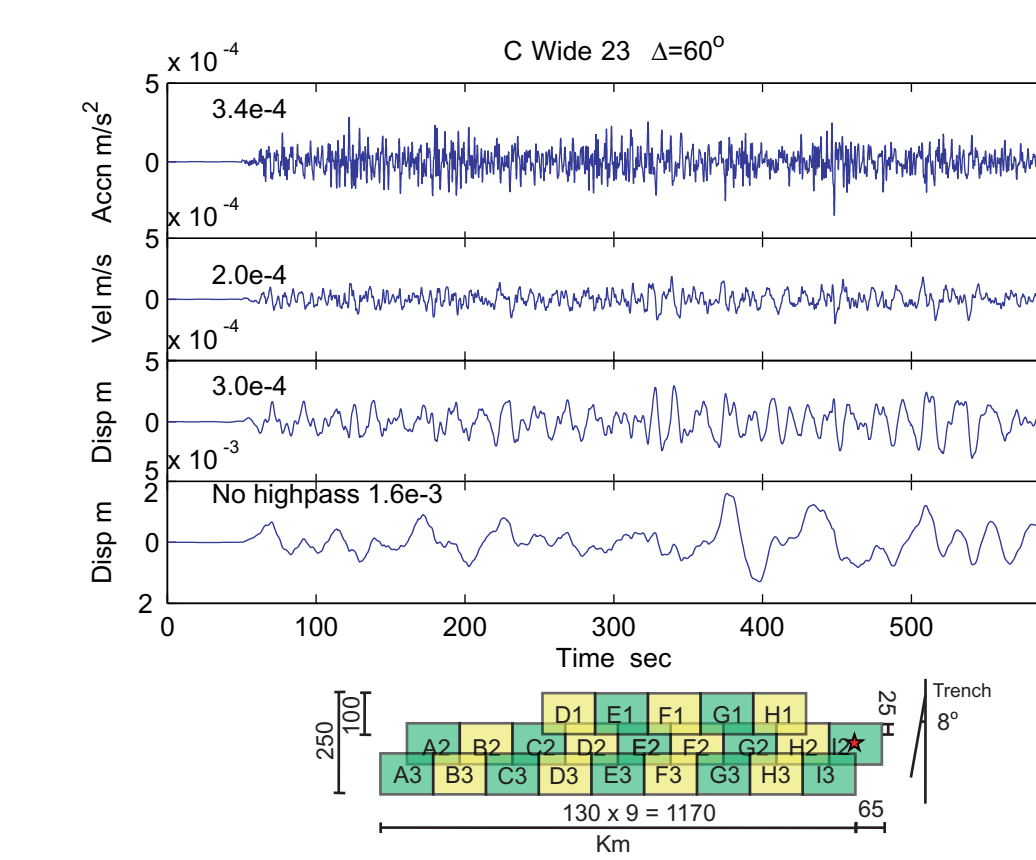 C Wide 23 Δ=60º
x 10 -4
5
3.4e-4
Accn m/s2
0
x 10 -4
5
2.0e-4
Vel m/s
0
x 10 -4
5
3.0e-4
Disp m
0
5
x 10 -3
2
No highpass 1.6e-3
Disp m
0
2
0 100 200 300 400 500
Time sec
250
100
D1 E1 F1 G1 H1
25
Trench
8º
A2 B2 C2 D2 E2 F2 G2 H2 I2
A3 B3 C3 D3 E3 F3 G3 H3 I3
130 x 9 = 1170
65
Km